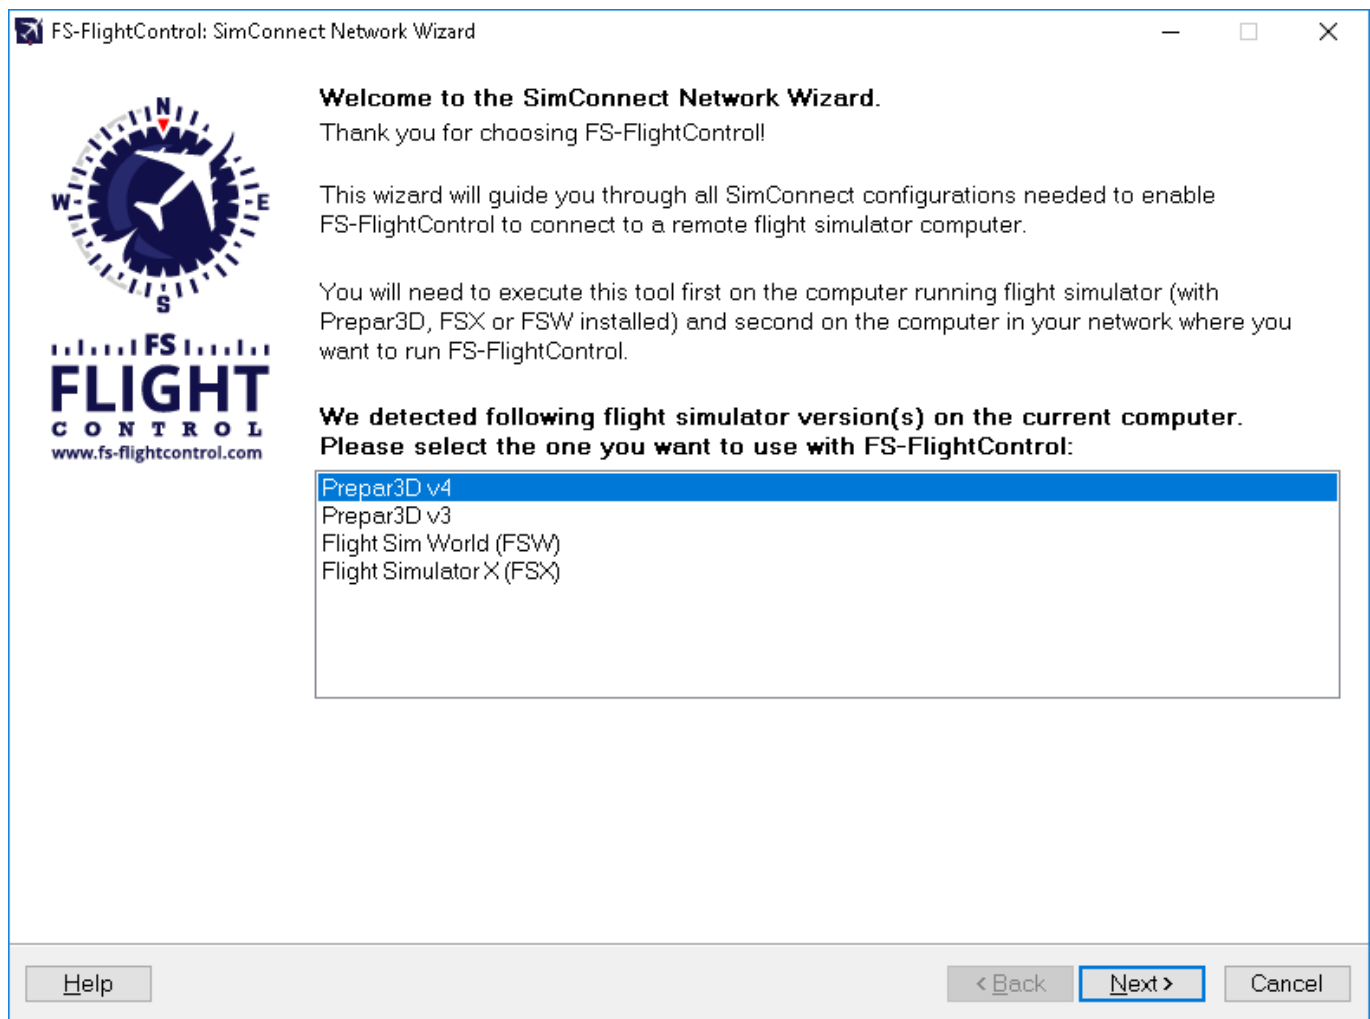 FS-FlightControl: SimConnect Network Wizard
N
W
E
S
FS
FLIGHT
CONTROL
www.fs-flightcontrol.com
Welcome to the SimConnect Network Wizard.
Thank you for choosing FS-FlightControl!
This wizard will guide you through all SimConnect configurations needed to enable
FS-FlightControl to connect to a remote flight simulator computer.
You will need to execute this tool first on the computer running flight simulator (with
Prepar3D, FSX or FSW installed) and second on the computer in your network where you
want to run FS-FlightControl.
We detected following flight simulator version(s) on the current computer.
Please select the one you want to use with FS-FlightControl:
Prepar3D v4
Prepar3D v3
Flight Sim World (FSW)
Flight Simulator X (FSX)
Help
< Back
Next >
Cancel